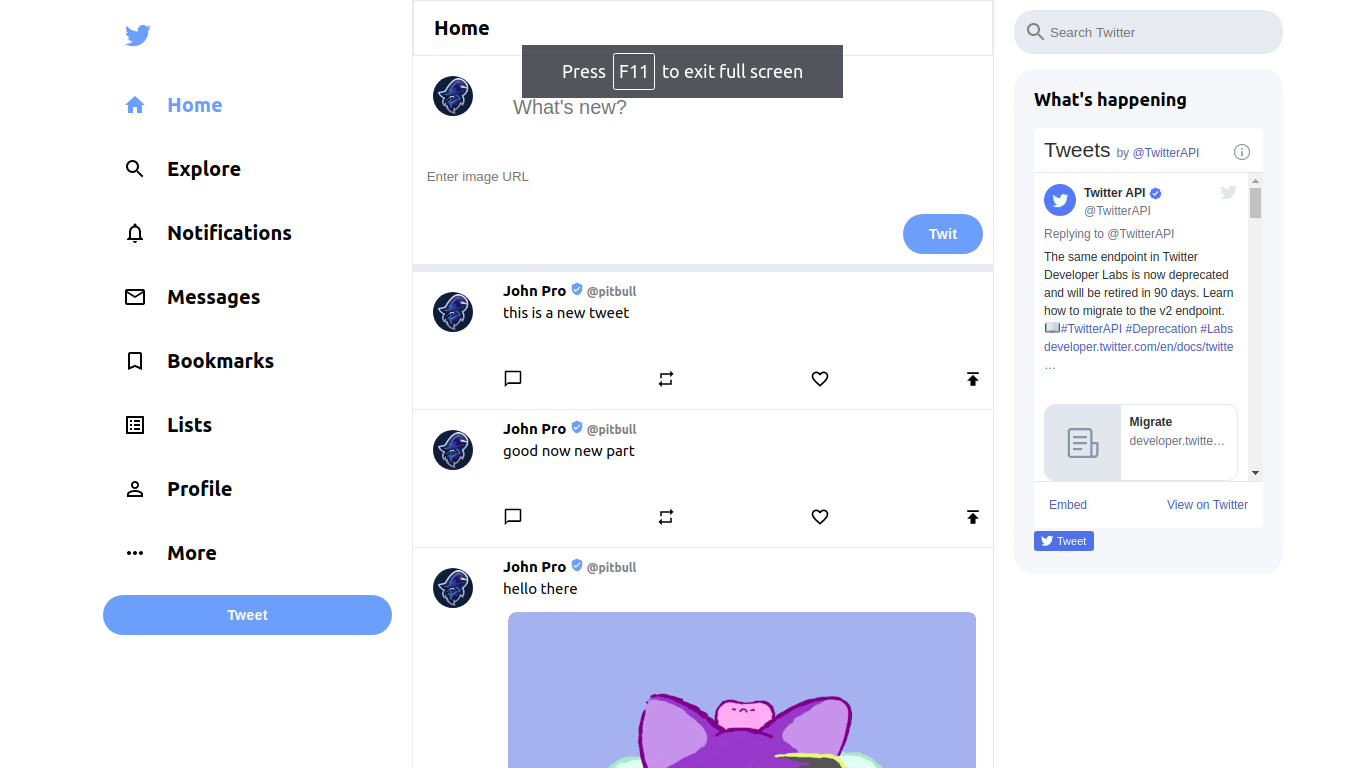 Home
Explore
Notifications
Messages
Bookmarks
Lists
Profile
More
Tweet
Home
Press F11 to exit full screen
What's new?
Enter image URL
Twit
John Pro @pitbull
this is a new tweet
John Pro @pitbull
good now new part
John Pro @pitbull
hello there
Search Twitter
What's happening
Tweets by @TwitterAPI
Twitter API
@TwitterAPI
Replying to @TwitterAPI
The same endpoint in Twitter
Developer Labs is now deprecated
and will be retired in 90 days. Learn
how to migrate to the v2 endpoint.
#TwitterAPI #Deprecation #Labs
developer.twitter.com/en/docs/twitte
…
Migrate
developer.twitte…
Embed
View on Twitter
Tweet